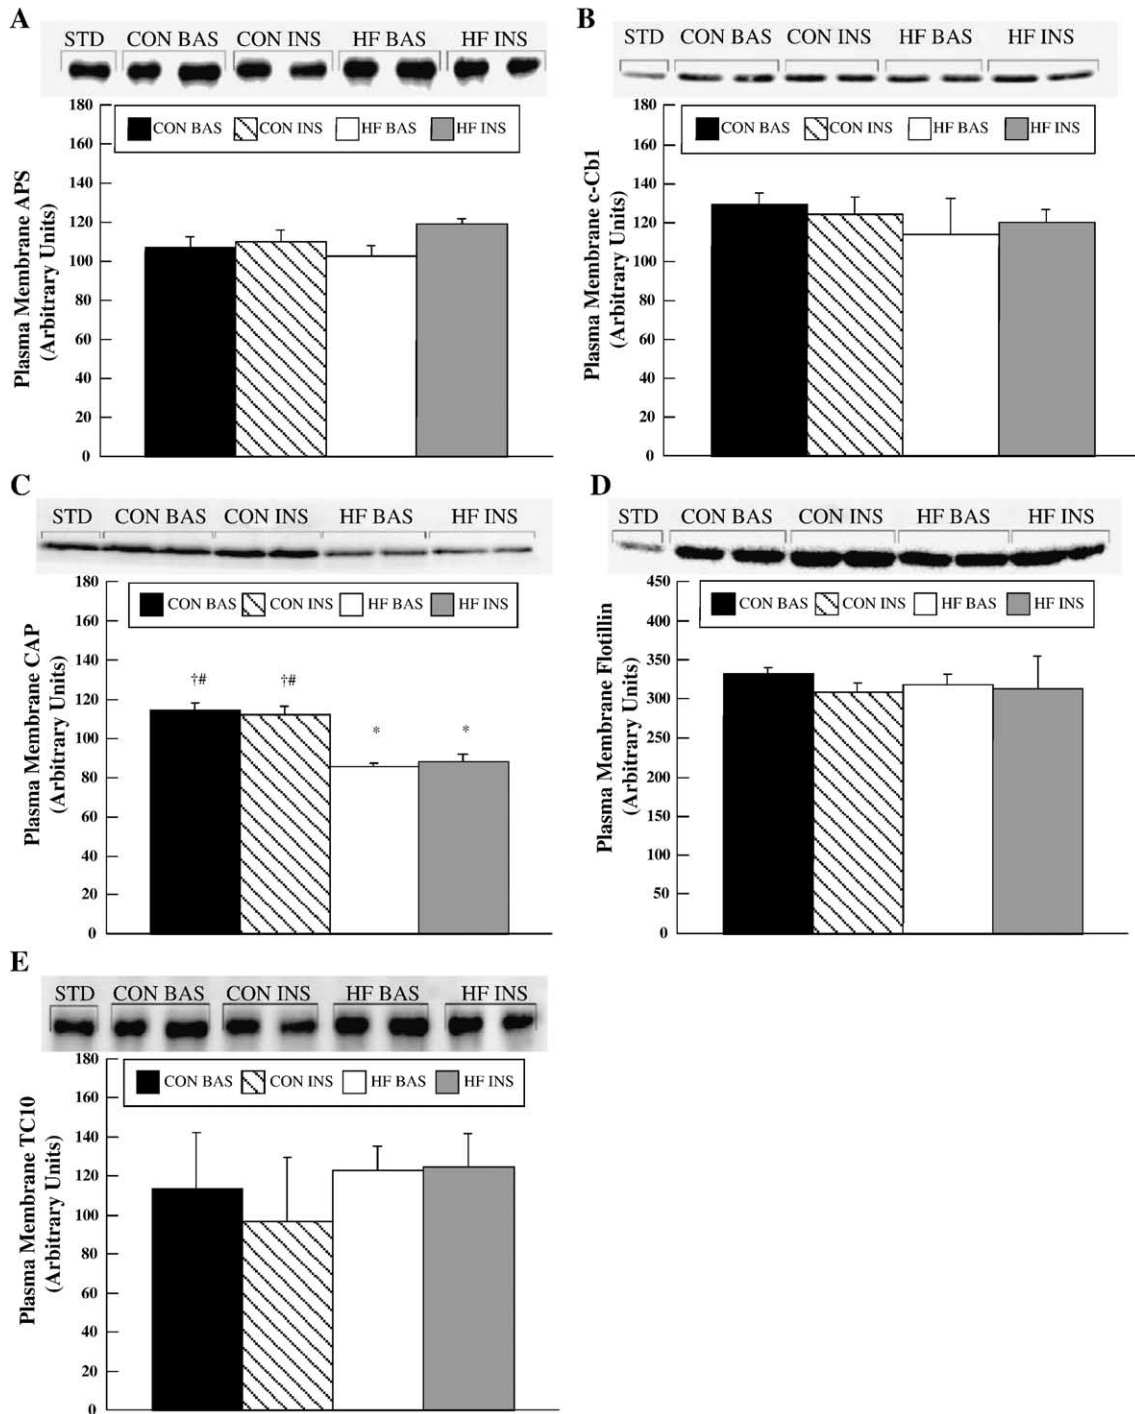 A
STD CON BAS CON INS HF BAS HF INS
180
160
140
120
100
80
60
40
20
0
Plasma Membrane APS
(Arbitrary Units)
CON BAS CON INS HF BAS HF INS
B
STD CON BAS CON INS HF BAS HF INS
180
160
140
120
100
80
60
40
20
0
Plasma Membrane c-Cb1
(Arbitrary Units)
CON BAS CON INS HF BAS HF INS
C
STD CON BAS CON INS HF BAS HF INS
180
160
140
120
100
80
60
40
20
0
Plasma Membrane CAP
(Arbitrary Units)
CON BAS CON INS HF BAS HF INS
†# †# * *
D
STD CON BAS CON INS HF BAS HF INS
450
400
350
300
250
200
150
100
50
0
Plasma Membrane Flotillin
(Arbitrary Units)
CON BAS CON INS HF BAS HF INS
E
STD CON BAS CON INS HF BAS HF INS
180
160
140
120
100
80
60
40
20
0
Plasma Membrane TC10
(Arbitrary Units)
CON BAS CON INS HF BAS HF INS